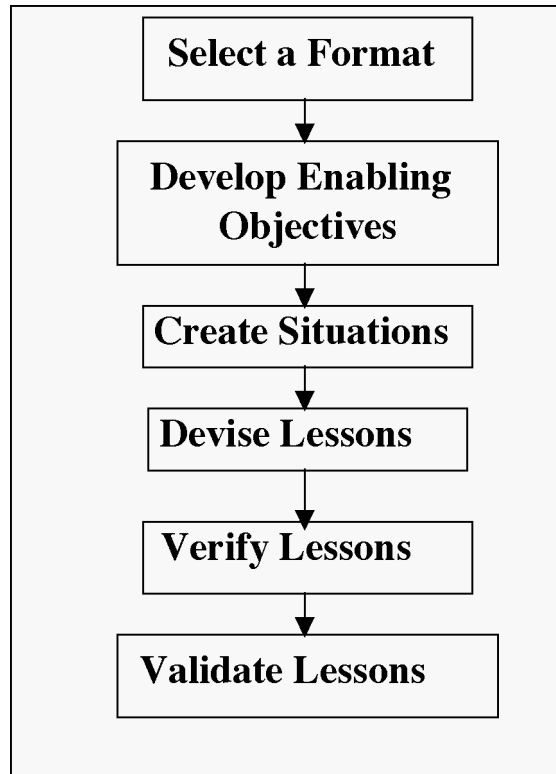 Select a Format
Develop Enabling
Objectives
Create Situations
Devise Lessons
Verify Lessons
Validate Lessons